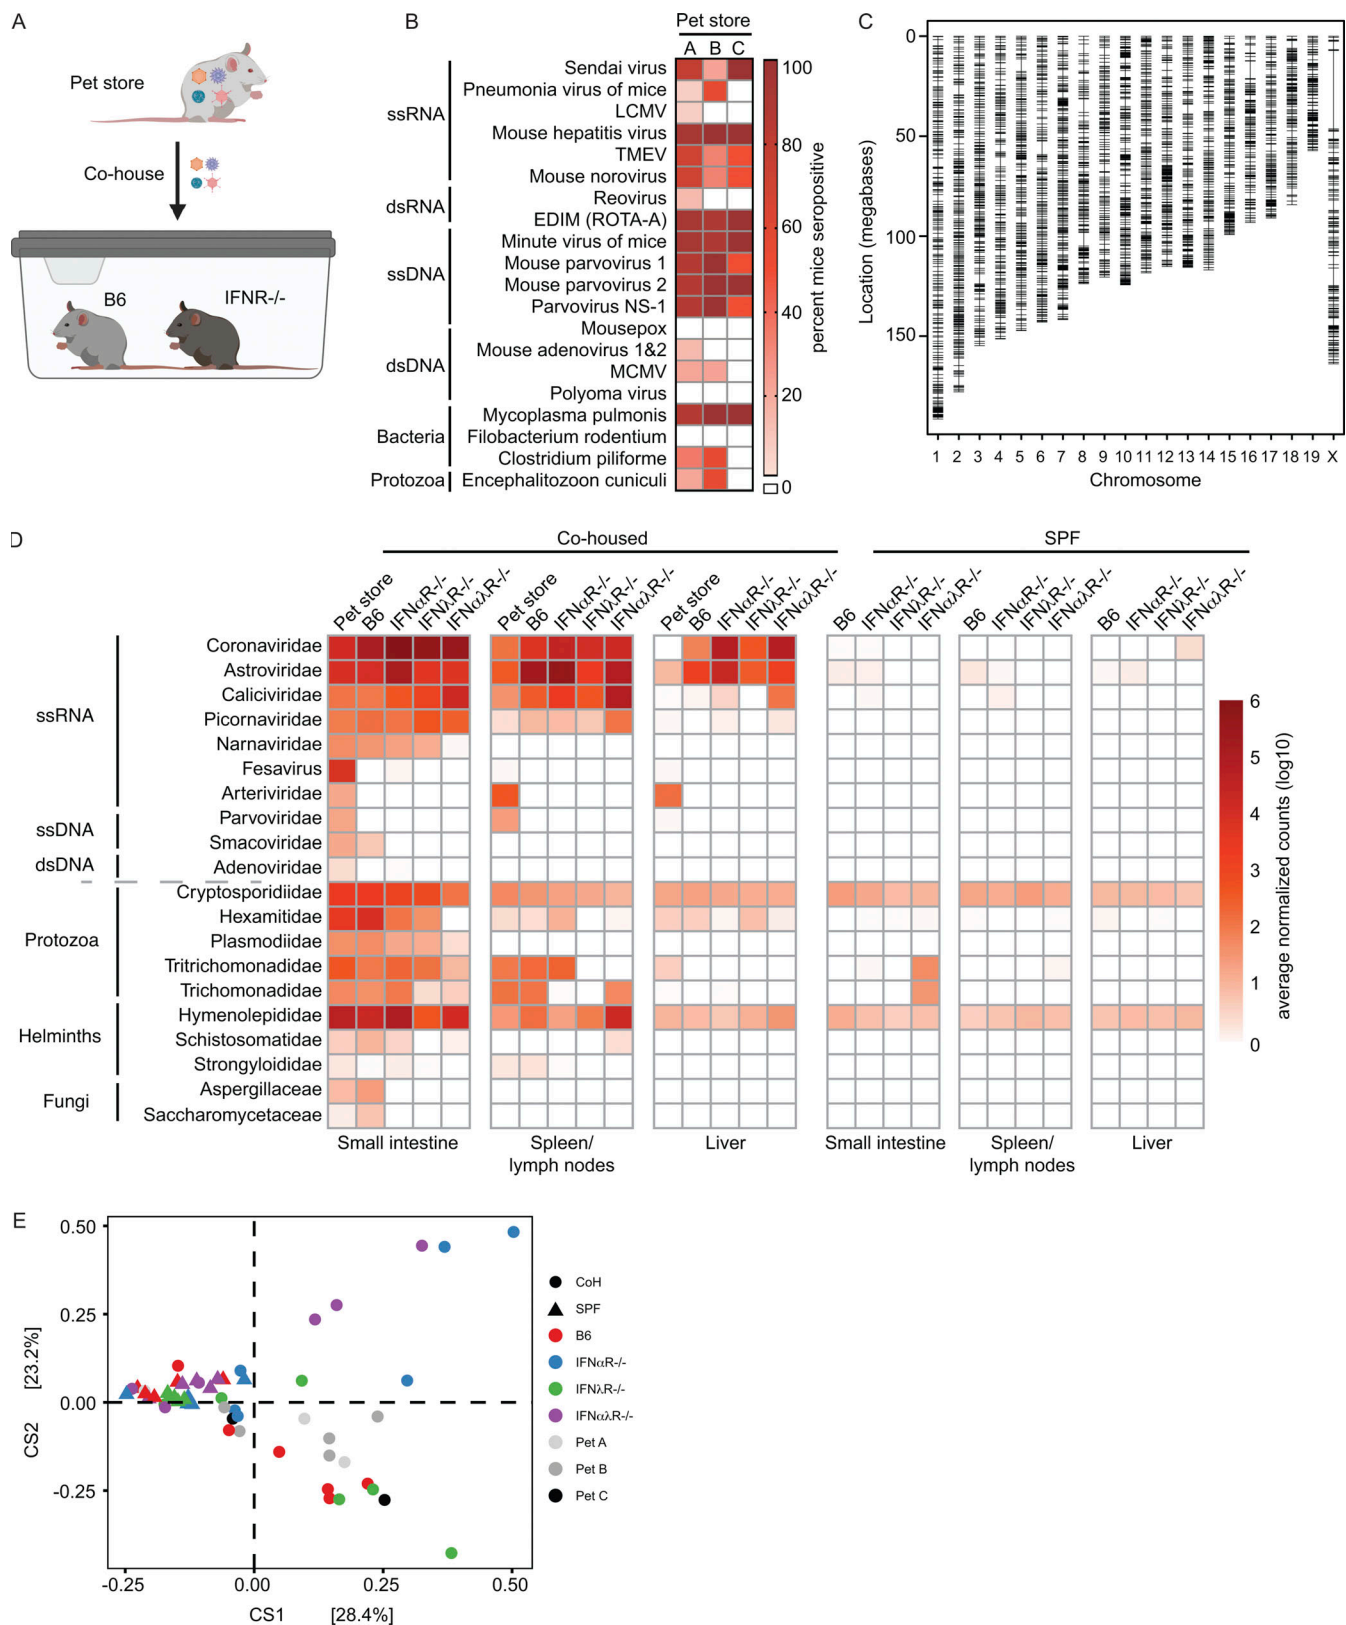 A
Pet store
Co-house
B6
IFNR-/-
B
Pet store
A B C
ssRNA
Sendai virus
Pneumonia virus of mice
LCMV
Mouse hepatitis virus
TMEV
Mouse norovirus
dsRNA
Reovirus
EDIM (ROTA-A)
ssDNA
Minute virus of mice
Mouse parvovirus 1
Mouse parvovirus 2
Parvovirus NS-1
dsDNA
Mousepox
Mouse adenovirus 1&2
MCMV
Polyoma virus
Bacteria
Mycoplasma pulmonis
Filobacterium rodentium
Clostridium piliforme
Protozoa
Encephalitozoon cuniculi
100
80
60
40
20
0
percent mice seropositive
C
0
50
100
150
Location (megabases)
1 2 3 4 5 6 7 8 9 10 11 12 13 14 15 16 17 18 19 X
Chromosome
D
Co-housed
SPF
Pet store B6 IFNαR-/- IFNλR-/- IFNαλR-/-
Pet store B6 IFNαR-/- IFNλR-/- IFNαλR-/-
Pet store B6 IFNαR-/- IFNλR-/- IFNαλR-/-
B6 IFNαR-/- IFNλR-/- IFNαλR-/-
B6 IFNαR-/- IFNλR-/- IFNαλR-/-
B6 IFNαR-/- IFNλR-/- IFNαλR-/-
ssRNA
Coronaviridae
Astroviridae
Caliciviridae
Picornaviridae
Narnaviridae
Fesavirus
Arteriviridae
ssDNA
Parvoviridae
Smacoviridae
dsDNA
Adenoviridae
Protozoa
Cryptosporidiidae
Hexamitidae
Plasmodiidae
Tritrichomonadidae
Trichomonadidae
Helminths
Hymenolepididae
Schistosomatidae
Strongyloididae
Fungi
Aspergillaceae
Saccharomycetaceae
Small intestine
Spleen/
lymph nodes
Liver
Small intestine
Spleen/
lymph nodes
Liver
6
5
4
3
2
1
0
average normalized counts (log10)
E
0.50
0.25
0.00
-0.25
CS2 [23.2%]
-0.25 0.00 0.25 0.50
CS1 [28.4%]
CoH
SPF
B6
IFNαR-/-
IFNλR-/-
IFNαλR-/-
Pet A
Pet B
Pet C